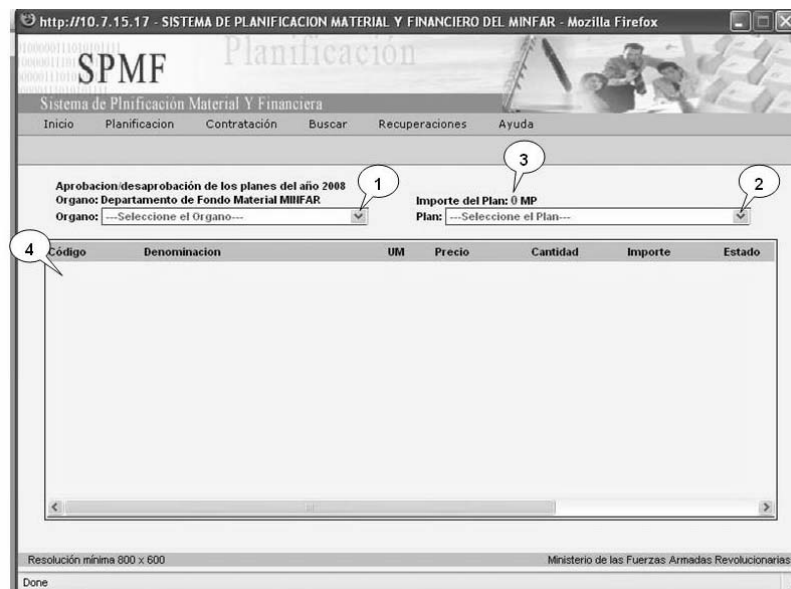 http://10.7.15.17 - SISTEMA DE PLANIFICACION MATERIAL Y FINANCIERO DEL MINFAR - Mozilla Firefox
Planificación
SPMF
Sistema de Plnificación Material Y Financiera
Inicio Planificacion Contratación Buscar Recuperaciones Ayuda
3
Aprobacion/desaprobación de los planes del año 2008
1
2
Organo: Departamento de Fondo Material MINFAR Importe del Plan: 0 MP
Organo: ---Seleccione el Organo--- Plan: ---Seleccione el Plan---
4
Código Denominacion UM Precio Cantidad Importe Estado
Resolución mínima 800 x 600 Ministerio de las Fuerzas Armadas Revolucionarias
Done